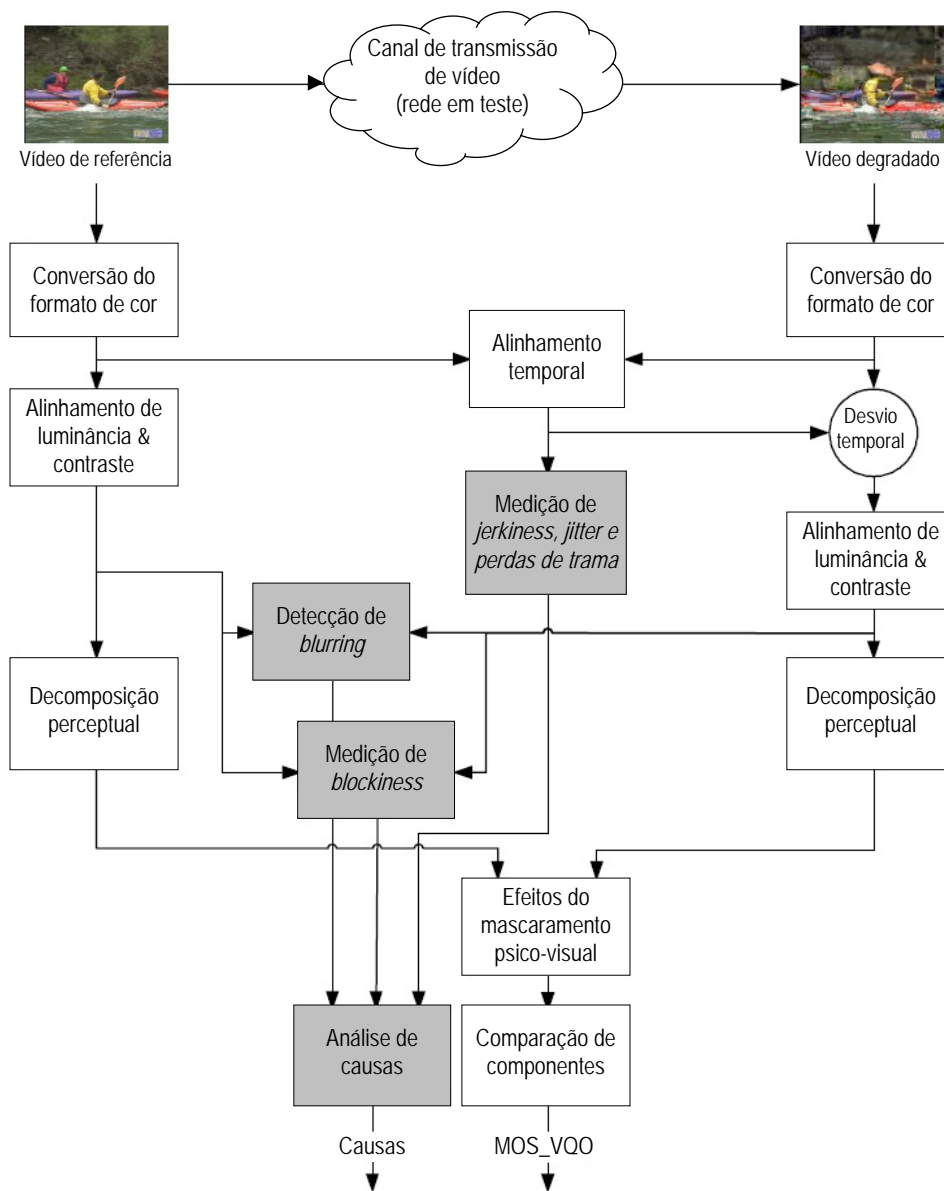 Canal de transmissão
de vídeo
(rede em teste)
Vídeo de referência
Vídeo degradado
Conversão do
formato de cor
Conversão do
formato de cor
Alinhamento
temporal
Alinhamento de
luminância &
contraste
Desvio
temporal
Medição de
jerkiness, jitter e
perdas de trama
Alinhamento de
luminância &
contraste
Detecção de
blurring
Decomposição
perceptual
Decomposição
perceptual
Medição de
blockiness
Efeitos do
mascaramento
psico-visual
Análise de
causas
Comparação de
componentes
Causas
MOS_VQO